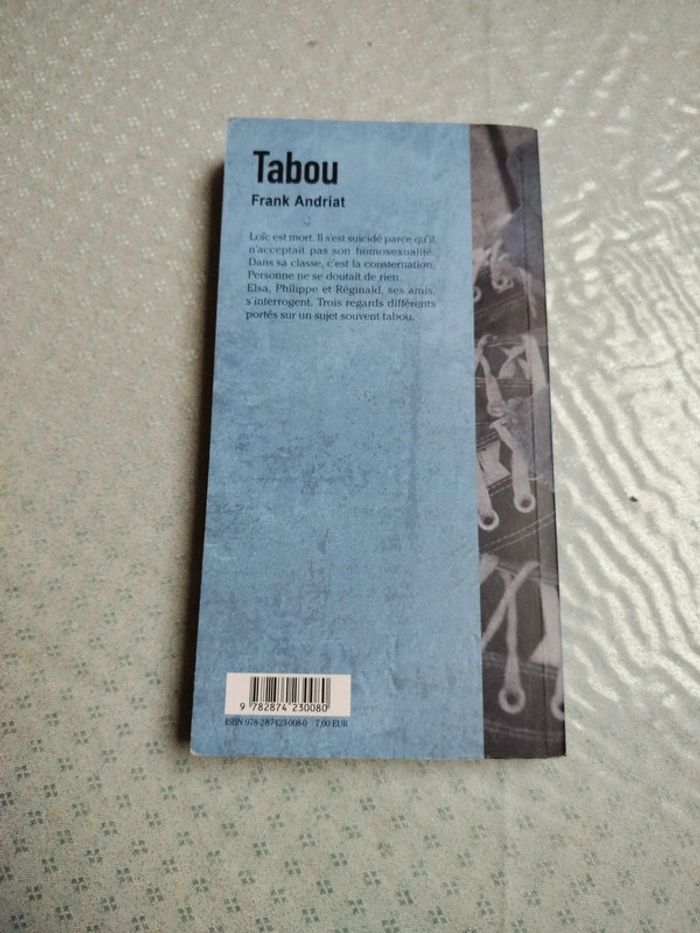 Tabou
Frank Andriat
Loïc est mort. Il s'est suicidé parce qu'il
n'acceptait pas son homosexualité.
Dans sa classe, c'est la consternation.
Personne ne se doutait de rien.
Elsa, Philippe et Réginald, ses amis,
s'interrogent. Trois regards différents
portés sur un sujet souvent tabou.
9 782874 230080
ISBN 978-2-87423-008-0 7,00 EUR